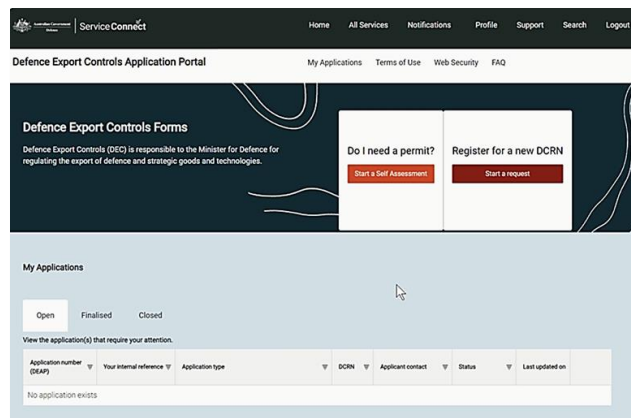 Australian Government
Defence
ServiceConnect
Home All Services Notifications Profile Support Search Logout
Defence Export Controls Application Portal
My Applications Terms of Use Web Security FAQ
Defence Export Controls Forms
Defence Export Controls (DEC) is responsible to the Minister for Defence for
regulating the export of defence and strategic goods and technologies.
Do I need a permit?
Start a Self Assessment
Register for a new DCRN
Start a request
My Applications
Open Finalised Closed
View the application(s) that require your attention.
Application number (DEAP) Your internal reference Application type DCRN Applicant contact Status Last updated on
No application exists